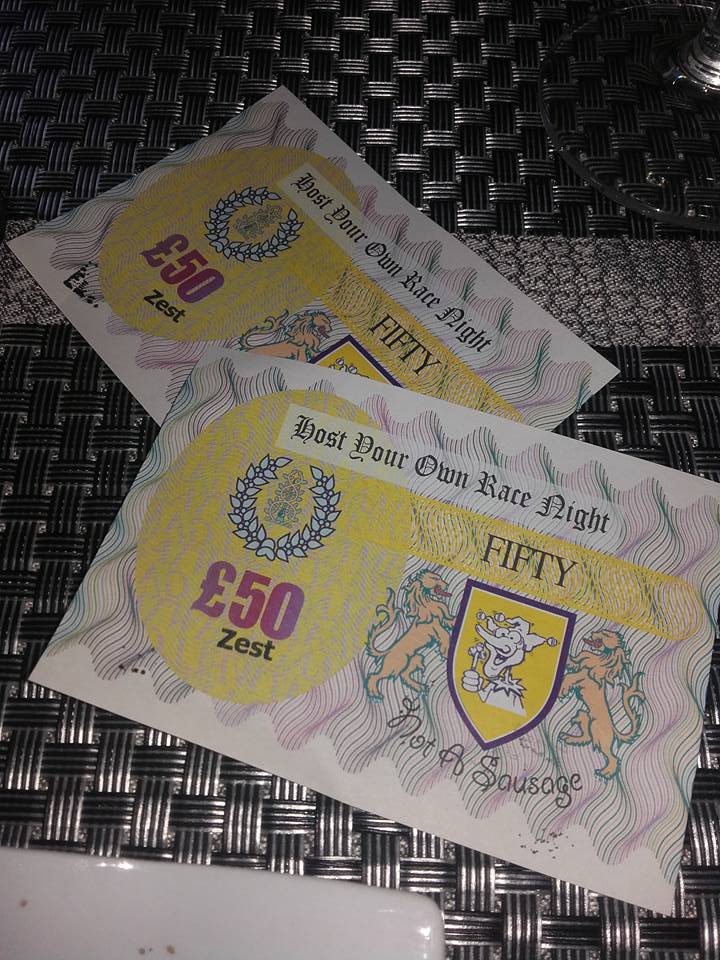 Host Your Own Race Night
£50
Zest
FIFTY
Host Your Own Race Night
FIFTY
£50
Zest
Not A Sausage